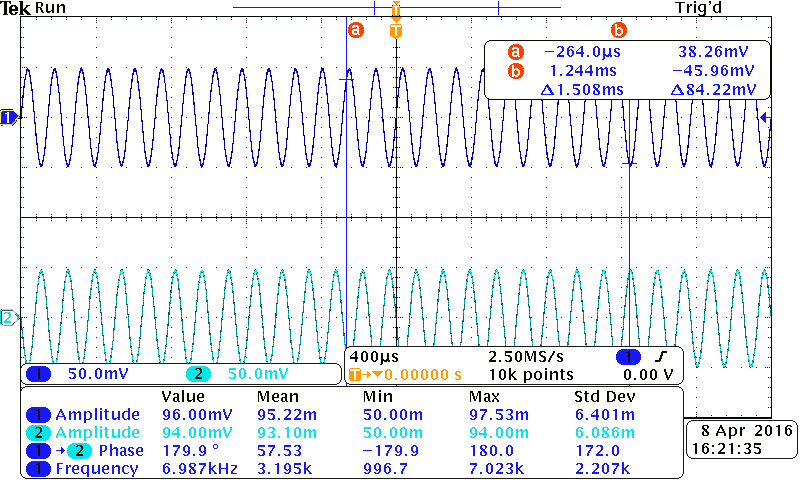 Tek Run Trig'd
T
a b
T
a −264.0µs 38.26mV
b 1.244ms −45.96mV
Δ1.508ms Δ84.22mV
1
2
1 50.0mV 2 50.0mV
400µs 2.50MS/s 1
T→▼0.00000 s 10k points 0.00 V
Value Mean Min Max Std Dev
1 Amplitude 96.00mV 95.22m 50.00m 97.53m 6.401m
2 Amplitude 94.00mV 93.10m 50.00m 94.00m 6.086m
1 → 2 Phase 179.9 ° 57.53 −179.9 180.0 172.0
1 Frequency 6.987kHz 3.195k 996.7 7.023k 2.207k
8 Apr 2016
16:21:35